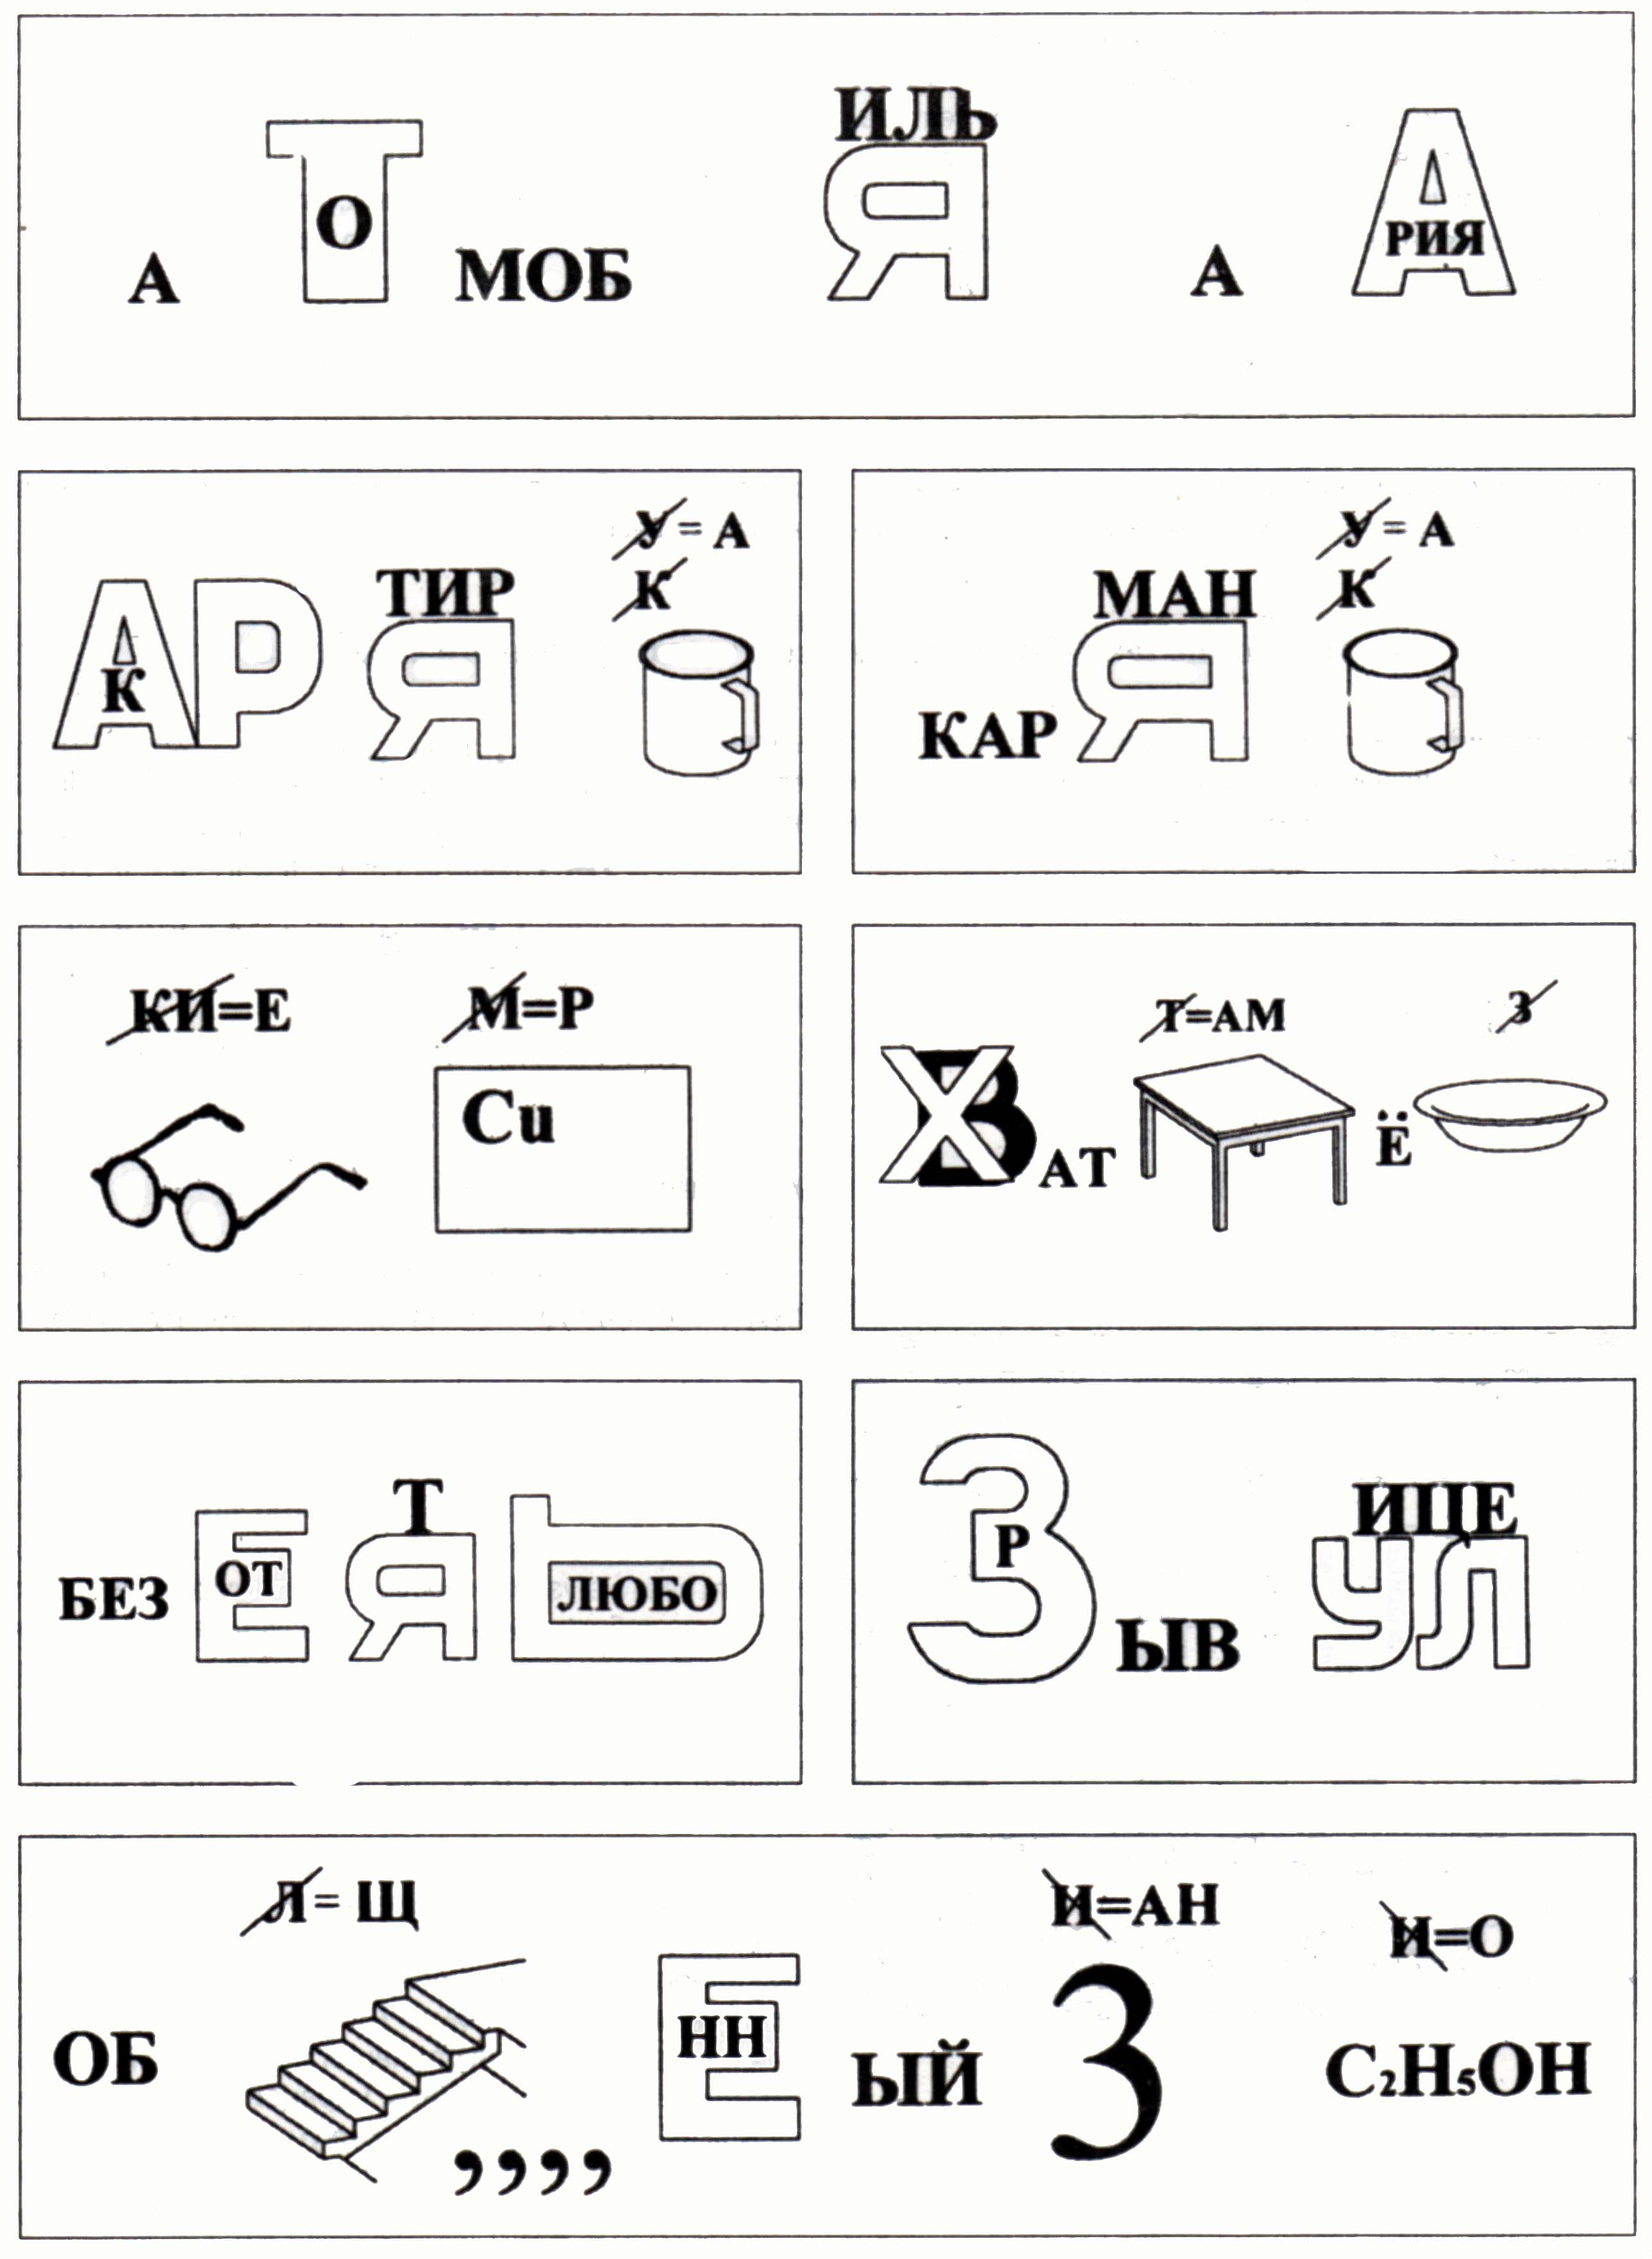 А Т О МОБ ИЛЬ Я А А РИЯ
У = А
К
А К Р ТИР Я
У = А
К
КАР МАН Я
КИ=Е М=Р
Cu
Т=АМ З
Х В АТ Ё
БЕЗ Е ОТ Т Я Ь ЛЮБО
З Р ЫВ ИЦЕ УЛ
Л = Щ И=АН И=О
ОБ ,,,, Е НН ЫЙ 3 C₂H₅OH